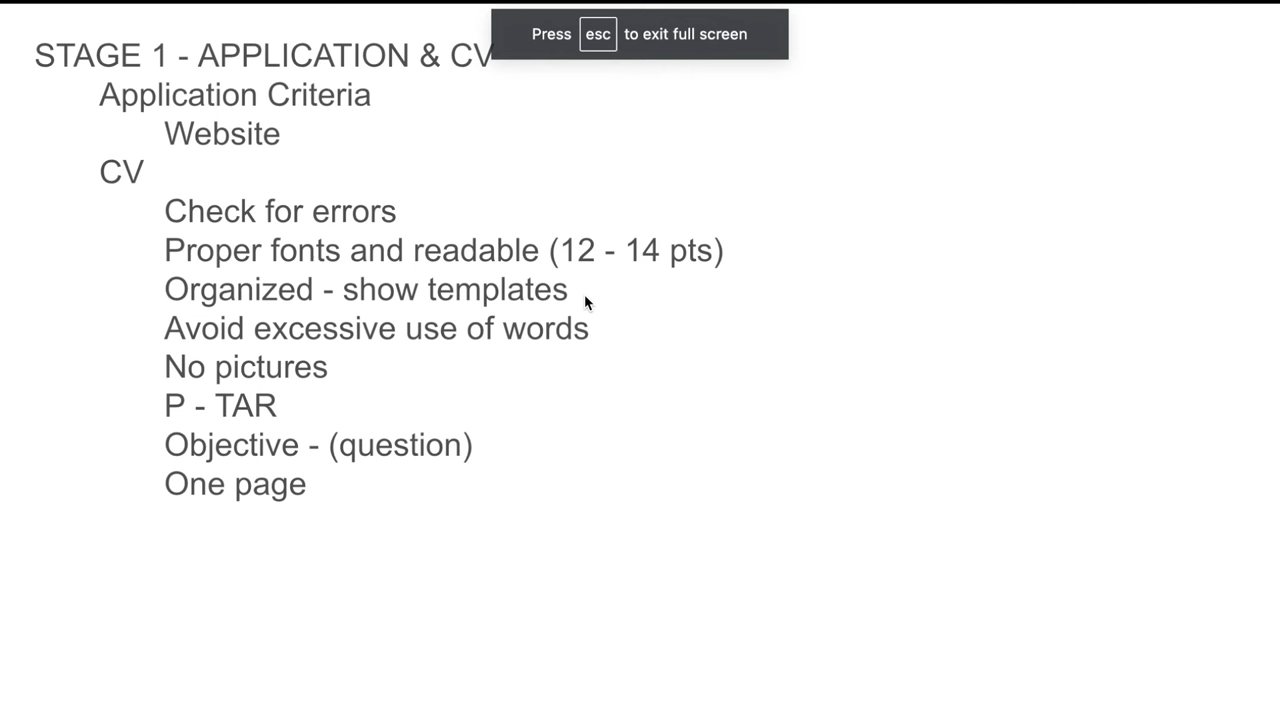 Press esc to exit full screen
STAGE 1 - APPLICATION & CV
Application Criteria
Website
CV
Check for errors
Proper fonts and readable (12 - 14 pts)
Organized - show templates
Avoid excessive use of words
No pictures
P - TAR
Objective - (question)
One page